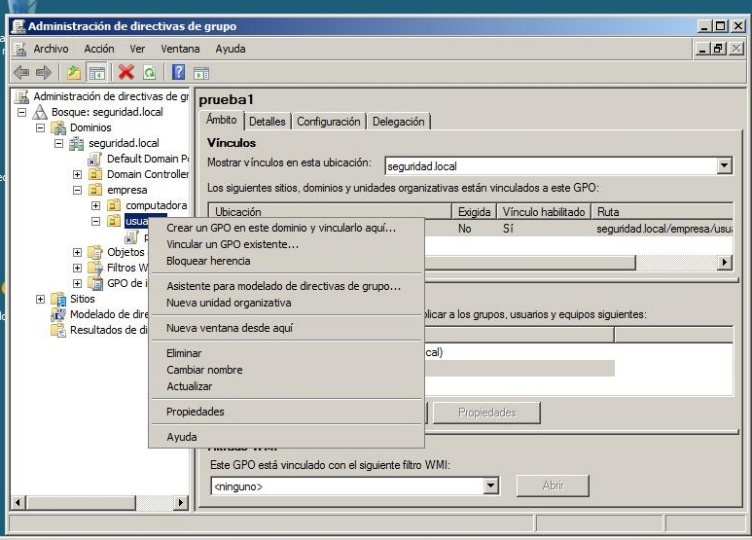 Administración de directivas de grupo
Archivo Acción Ver Ventana Ayuda
Administración de directivas de gr
Bosque: seguridad.local
Dominios
seguridad.local
Default Domain P
Domain Controller
empresa
computadora
usua
p
Objetos
Filtros W
GPO de i
Sitios
Modelado de dire
Resultados de di
prueba1
Ámbito Detalles Configuración Delegación
Vínculos
Mostrar vínculos en esta ubicación: seguridad.local
Los siguientes sitios, dominios y unidades organizativas están vinculados a este GPO:
Ubicación Exigida Vínculo habilitado Ruta
No Sí seguridad.local/empresa/usua
Crear un GPO en este dominio y vincularlo aquí...
Vincular un GPO existente...
Bloquear herencia
Asistente para modelado de directivas de grupo...
Nueva unidad organizativa
Nueva ventana desde aquí
Eliminar
Cambiar nombre
Actualizar
Propiedades
Ayuda
plicar a los grupos, usuarios y equipos siguientes:
cal)
Propiedades
Este GPO está vinculado con el siguiente filtro WMI:
<ninguno> Abrir